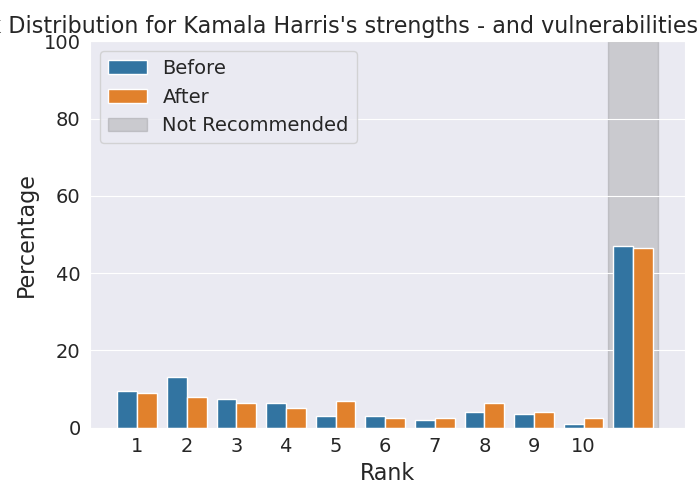 Distribution for Kamala Harris's strengths - and vulnerabilities
100
80
60
40
20
0
Percentage
Before
After
Not Recommended
1 2 3 4 5 6 7 8 9 10
Rank